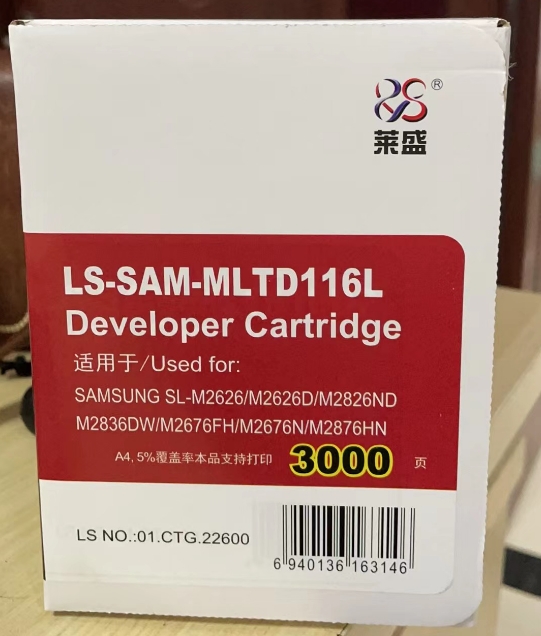 ®
莱盛
LS-SAM-MLTD116L
Developer Cartridge
适用于/Used for:
SAMSUNG SL-M2626/M2626D/M2826ND
M2836DW/M2676FH/M2676N/M2876HN
A4, 5%覆盖率本品支持打印 3000 页
LS NO.:01.CTG.22600
6 940136 163146